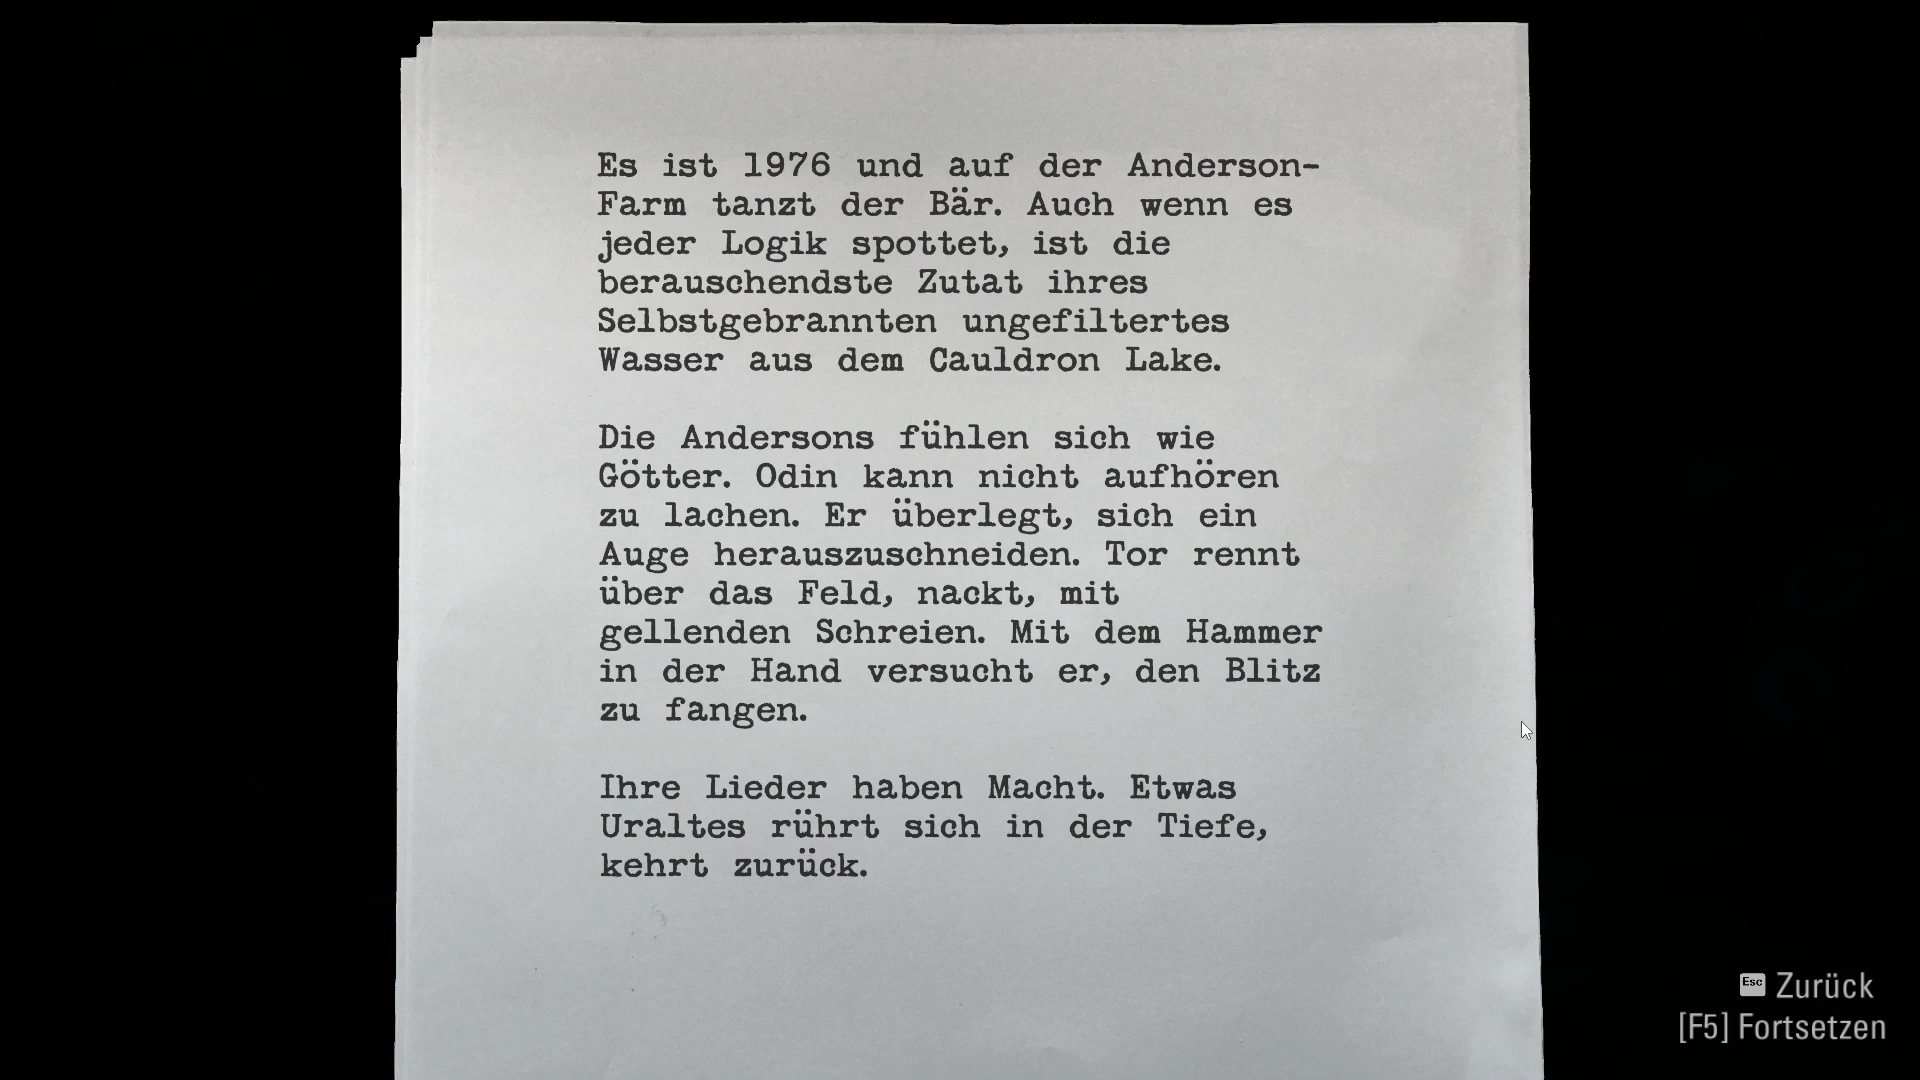 Es ist 1976 und auf der Anderson-
Farm tanzt der Bär. Auch wenn es
jeder Logik spottet, ist die
berauschendste Zutat ihres
Selbstgebrannten ungefiltertes
Wasser aus dem Cauldron Lake.
Die Andersons fühlen sich wie
Götter. Odin kann nicht aufhören
zu lachen. Er überlegt, sich ein
Auge herauszuschneiden. Tor rennt
über das Feld, nackt, mit
gellenden Schreien. Mit dem Hammer
in der Hand versucht er, den Blitz
zu fangen.
Ihre Lieder haben Macht. Etwas
Uraltes rührt sich in der Tiefe,
kehrt zurück.
Esc Zurück
[F5] Fortsetzen